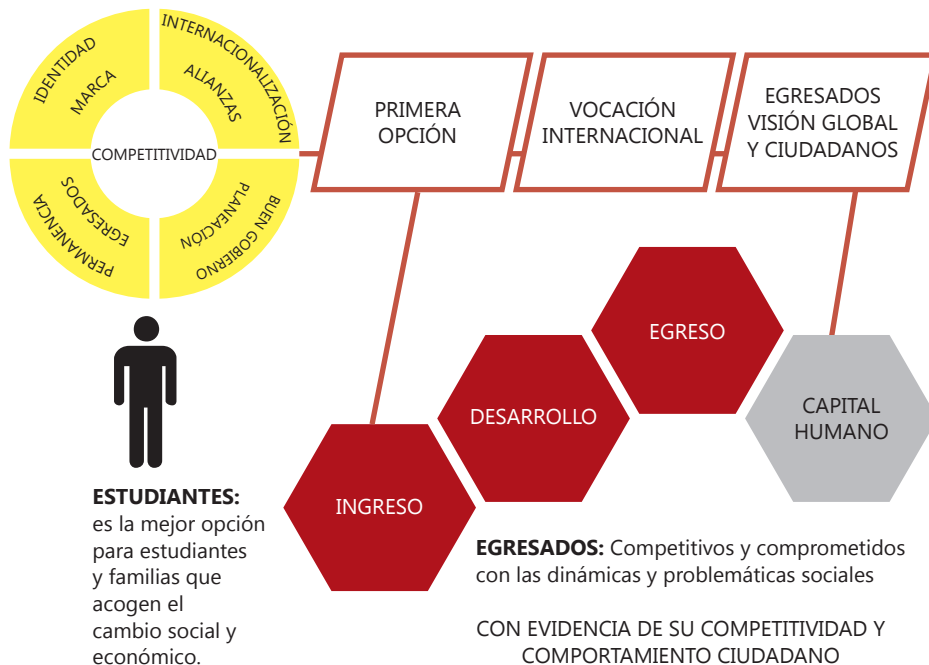 IDENTIDAD
MARCA
INTERNACIONALIZACIÓN
ALIANZAS
COMPETITIVIDAD
PERMANENCIA
EGRESADOS
BUEN GOBIERNO
PLANEACIÓN
PRIMERA
OPCIÓN
VOCACIÓN
INTERNACIONAL
EGRESADOS
VISIÓN GLOBAL
Y CIUDADANOS
INGRESO
DESARROLLO
EGRESO
CAPITAL
HUMANO
ESTUDIANTES:
es la mejor opción
para estudiantes
y familias que
acogen el
cambio social y
económico.
EGRESADOS: Competitivos y comprometidos
con las dinámicas y problemáticas sociales
CON EVIDENCIA DE SU COMPETITIVIDAD Y
COMPORTAMIENTO CIUDADANO